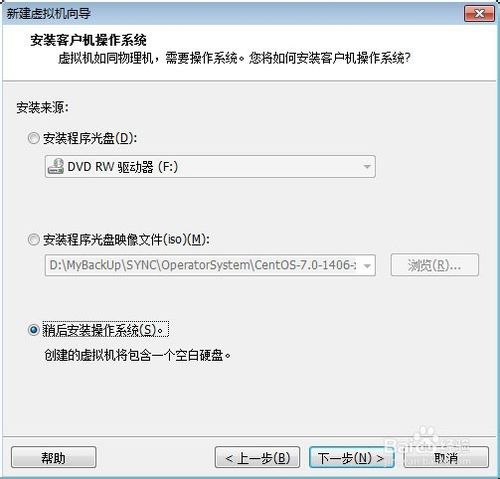 新建虚拟机向导
安装客户机操作系统
虚拟机如同物理机，需要操作系统。您将如何安装客户机操作系统?
安装来源:
安装程序光盘(D):
DVD RW 驱动器 (F:)
安装程序光盘映像文件(iso)(M):
D:\MyBackUp\SYNC\OperatorSystem\CentOS-7.0-1406-x
浏览(R)...
稍后安装操作系统(S)。
创建的虚拟机将包含一个空白硬盘。
帮助
< 上一步(B)
下一步(N) >
取消